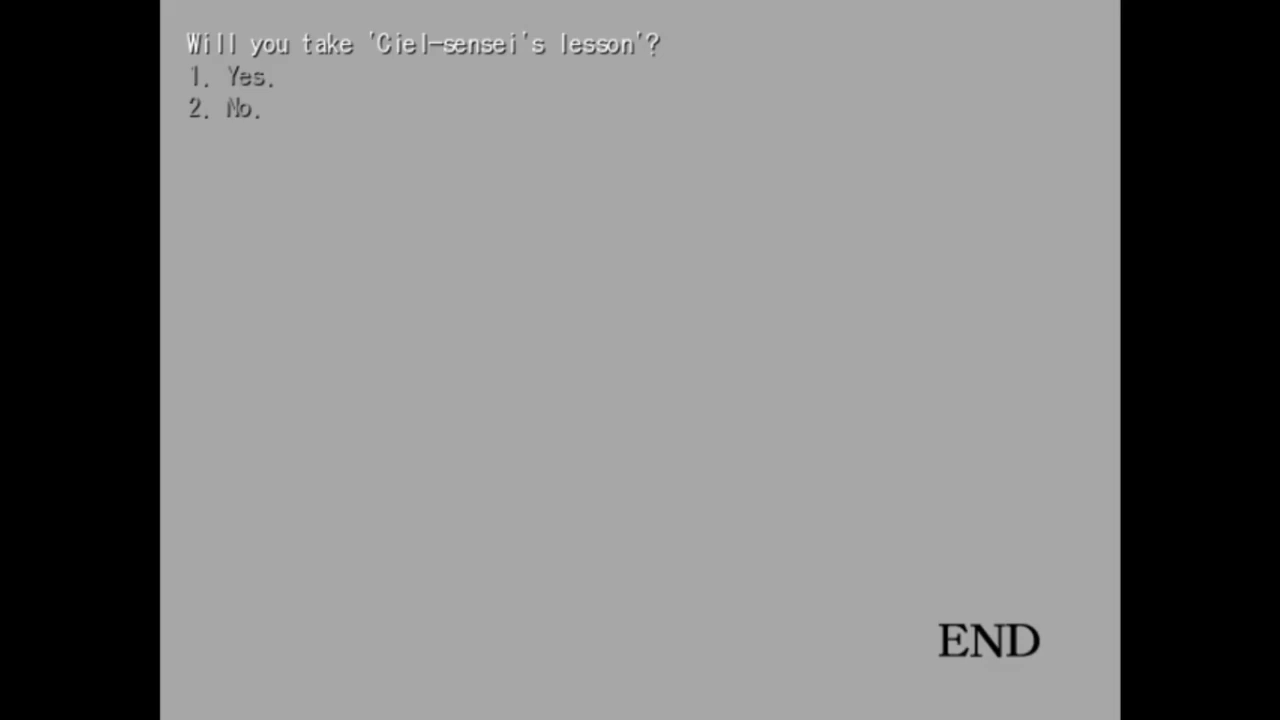 Will you take 'Ciel-sensei's lesson'?
1. Yes.
2. No.
END